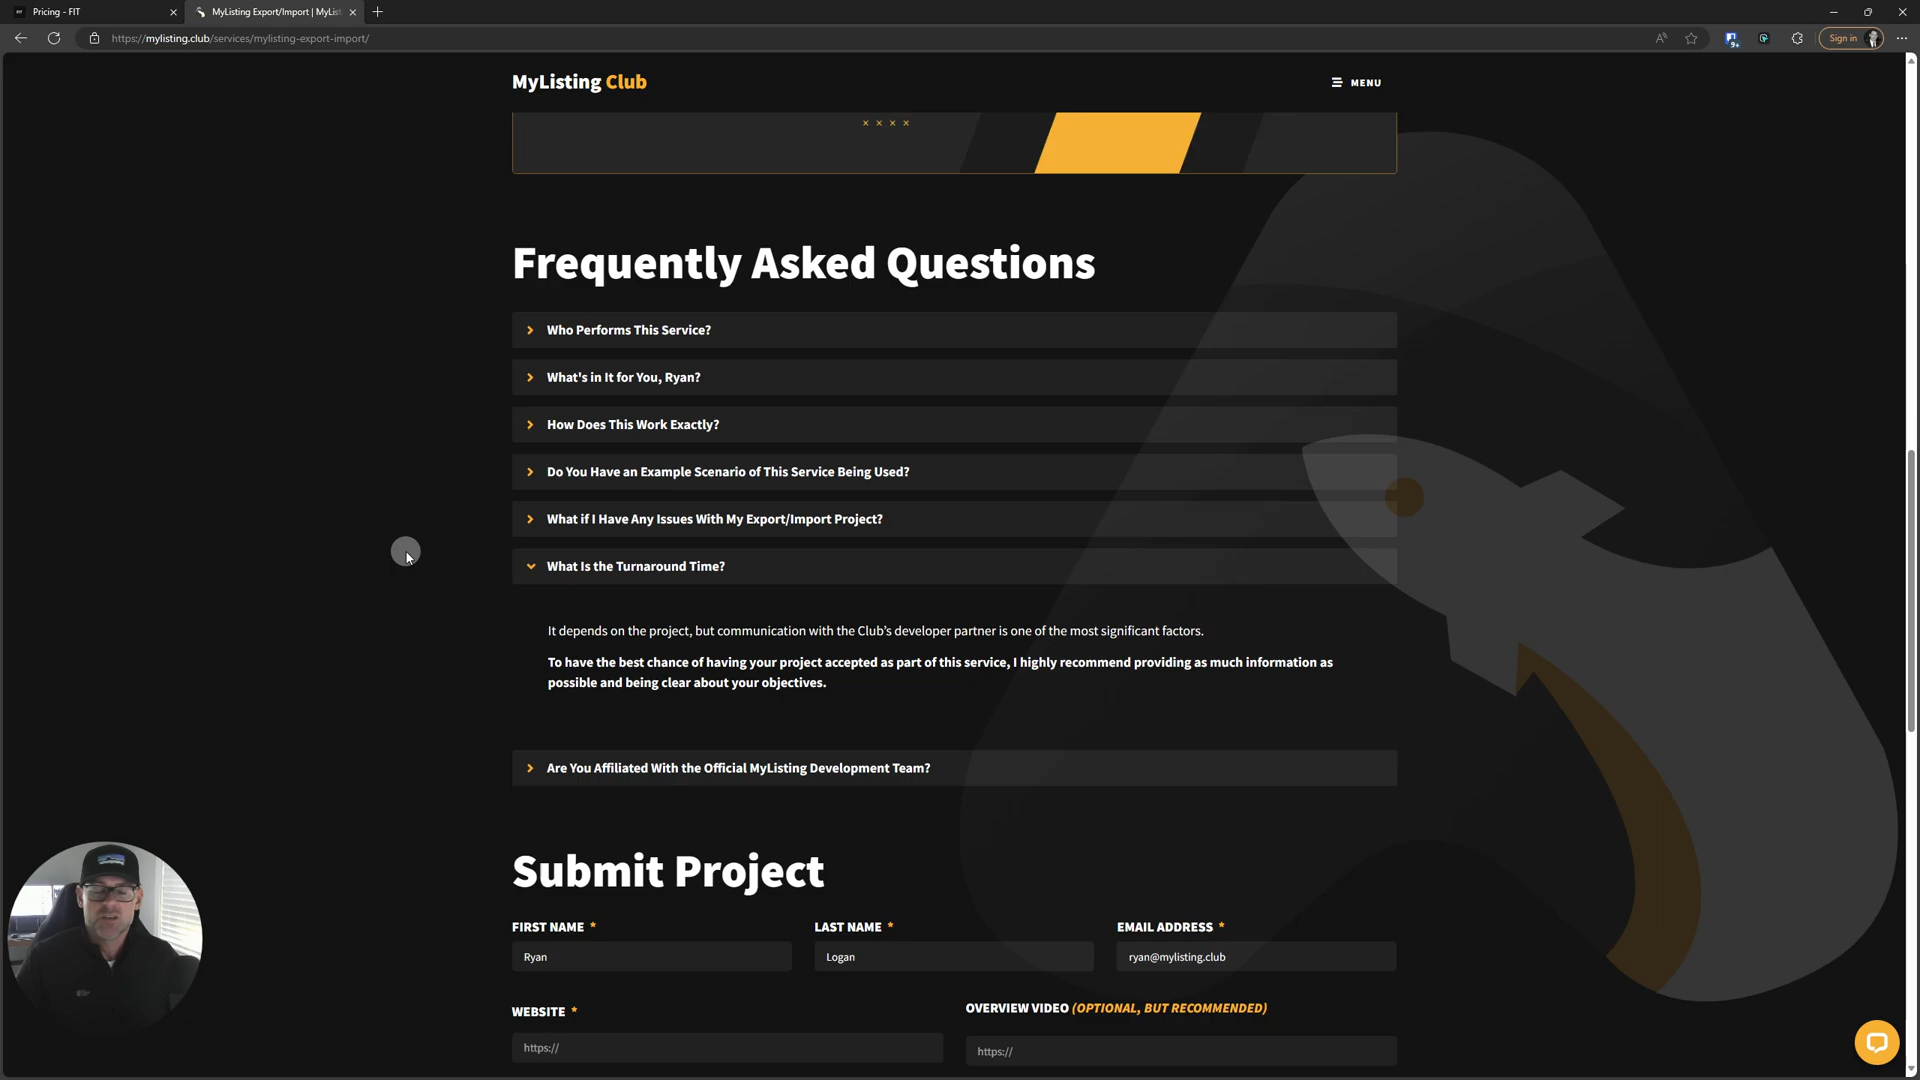 Pricing - FIT
MyListing Export/Import | MyLis
https://mylisting.club/services/mylisting-export-import/
9+
Sign in
MyListing Club
MENU
Frequently Asked Questions
Who Performs This Service?
What's in It for You, Ryan?
How Does This Work Exactly?
Do You Have an Example Scenario of This Service Being Used?
What if I Have Any Issues With My Export/Import Project?
What Is the Turnaround Time?
It depends on the project, but communication with the Club’s developer partner is one of the most significant factors.
To have the best chance of having your project accepted as part of this service, I highly recommend providing as much information as
possible and being clear about your objectives.
Are You Affiliated With the Official MyListing Development Team?
Submit Project
FIRST NAME *
LAST NAME *
EMAIL ADDRESS *
Ryan
Logan
ryan@mylisting.club
WEBSITE *
OVERVIEW VIDEO (OPTIONAL, BUT RECOMMENDED)
https://
https://